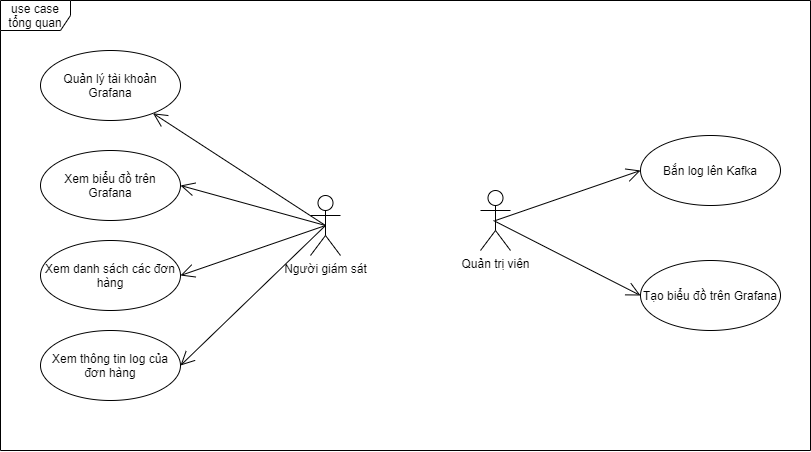 use case
tổng quan
Quản lý tài khoản
Grafana
Xem biểu đồ trên
Grafana
Xem danh sách các đơn
hàng
Xem thông tin log của
đơn hàng
Người giám sát
Quản trị viên
Bắn log lên Kafka
Tạo biểu đồ trên Grafana